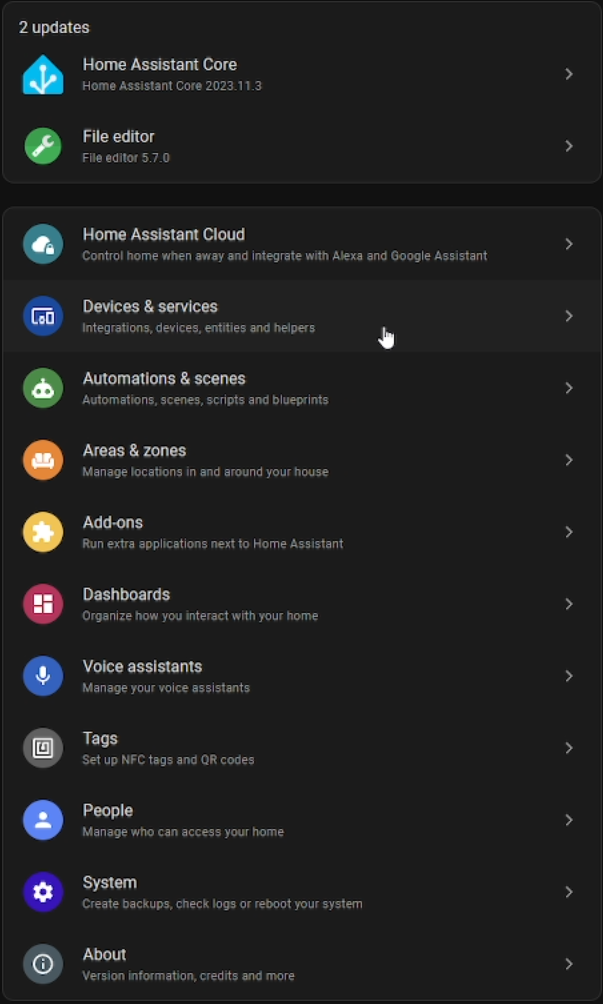 2 updates
Home Assistant Core
Home Assistant Core 2023.11.3
File editor
File editor 5.7.0
Home Assistant Cloud
Control home when away and integrate with Alexa and Google Assistant
Devices & services
Integrations, devices, entities and helpers
Automations & scenes
Automations, scenes, scripts and blueprints
Areas & zones
Manage locations in and around your house
Add-ons
Run extra applications next to Home Assistant
Dashboards
Organize how you interact with your home
Voice assistants
Manage your voice assistants
Tags
Set up NFC tags and QR codes
People
Manage who can access your home
System
Create backups, check logs or reboot your system
About
Version information, credits and more